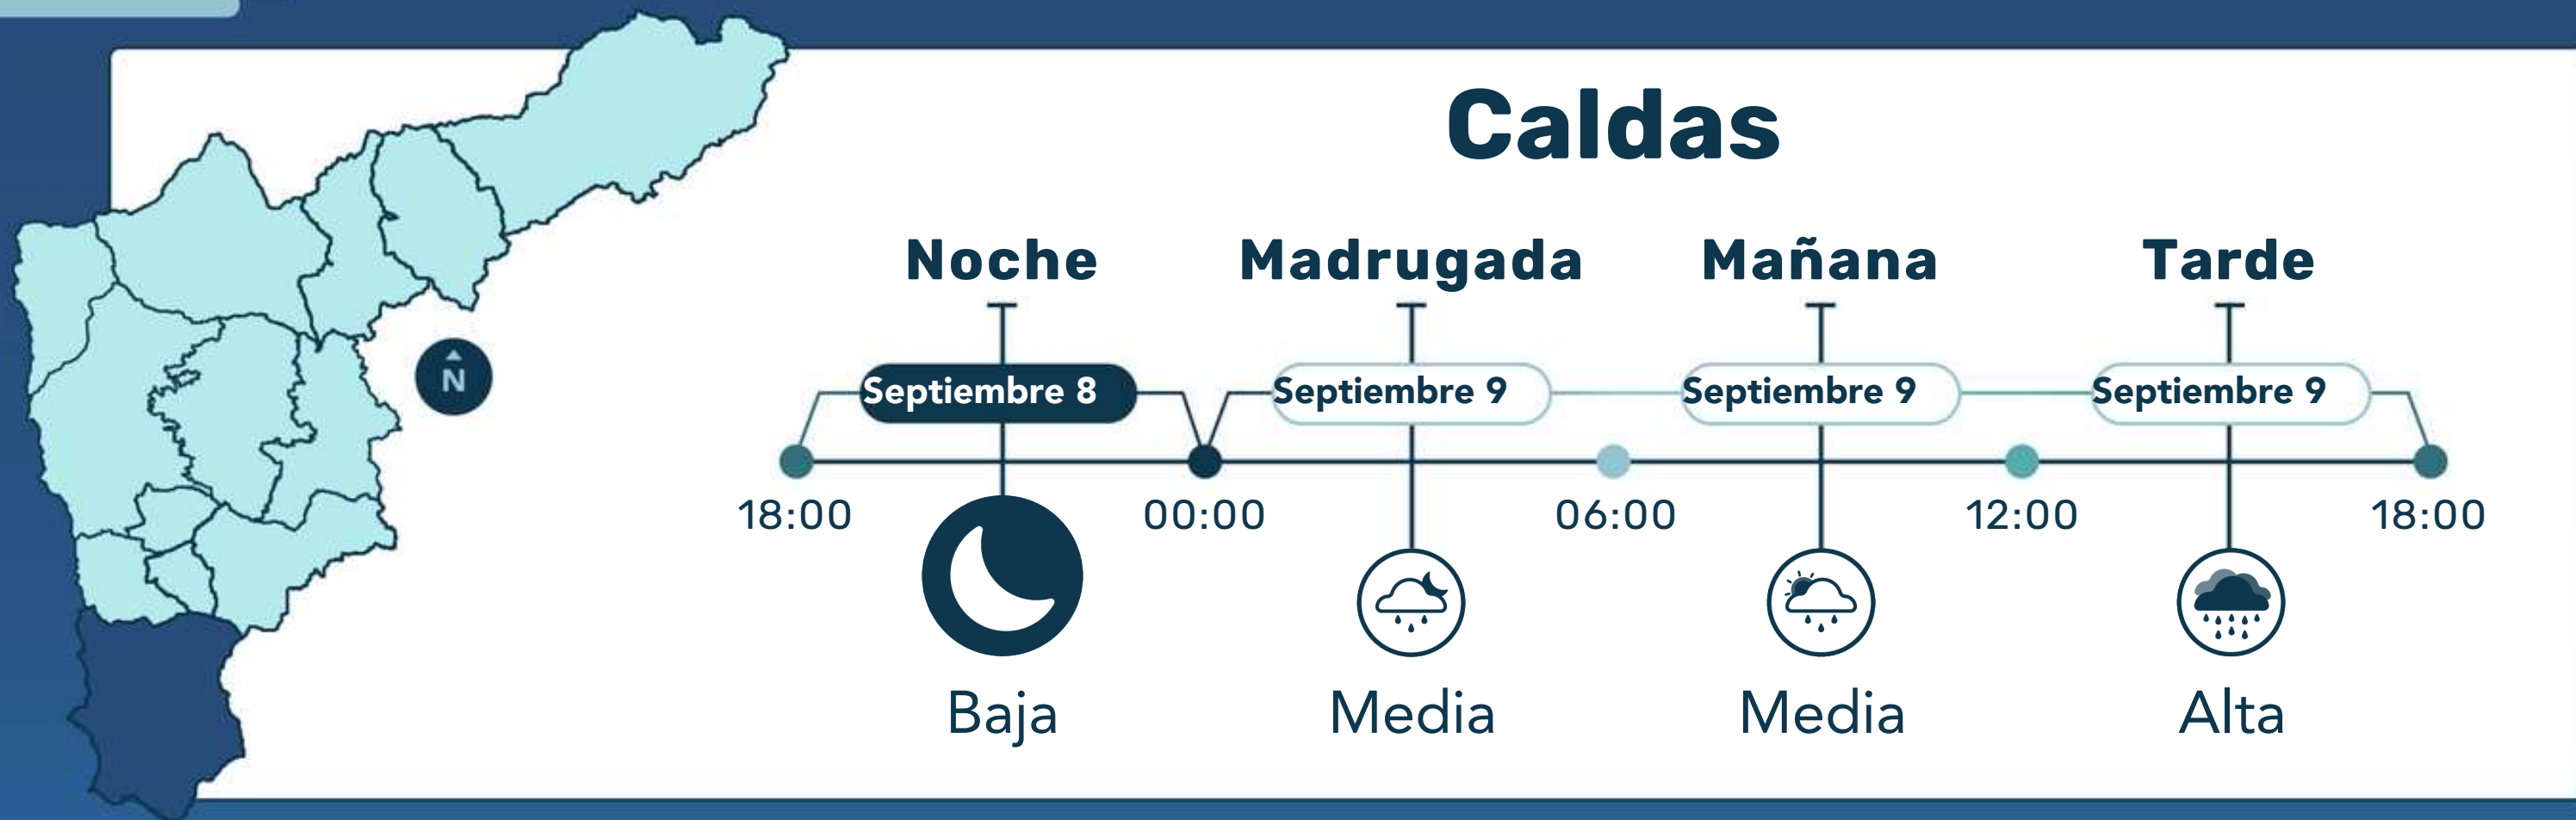 Caldas
Noche Madrugada Mañana Tarde
Septiembre 8 Septiembre 9 Septiembre 9 Septiembre 9
N
18:00 00:00 06:00 12:00 18:00
Baja Media Media Alta